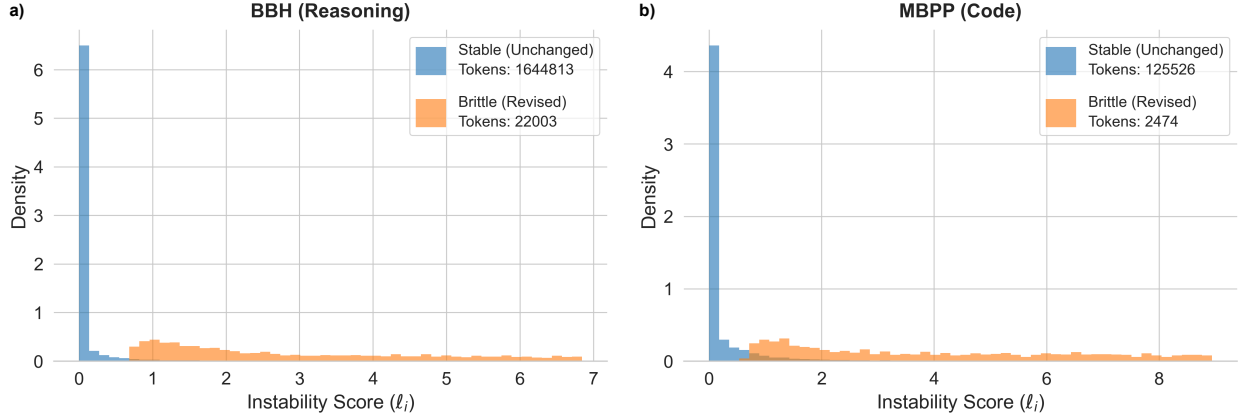 a)
BBH (Reasoning)
Density
6
5
4
3
2
1
0
Stable (Unchanged)
Tokens: 1644813
Brittle (Revised)
Tokens: 22003
0 1 2 3 4 5 6 7
Instability Score (ℓᵢ)
b)
MBPP (Code)
Density
4
3
2
1
0
Stable (Unchanged)
Tokens: 125526
Brittle (Revised)
Tokens: 2474
0 2 4 6 8
Instability Score (ℓᵢ)